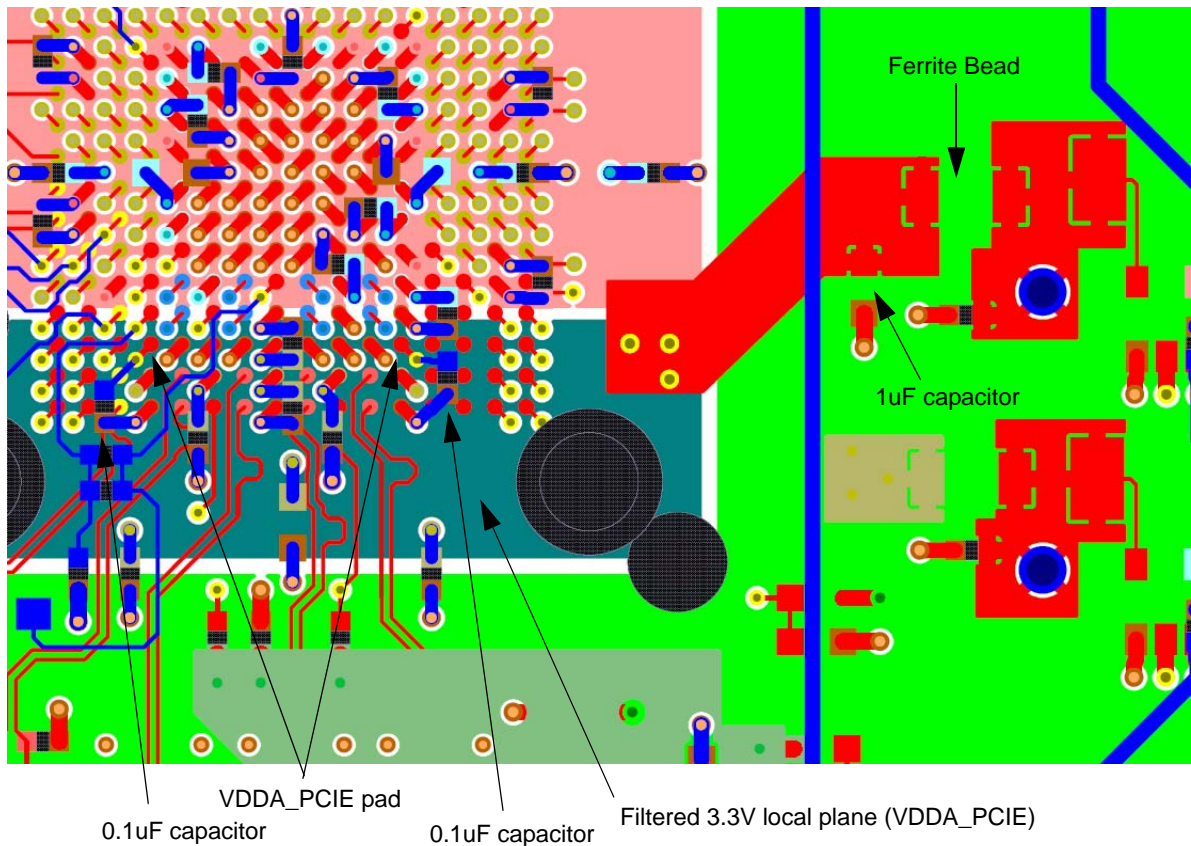 Ferrite Bead
1uF capacitor
VDDA_PCIE pad
0.1uF capacitor
0.1uF capacitor
Filtered 3.3V local plane (VDDA_PCIE)